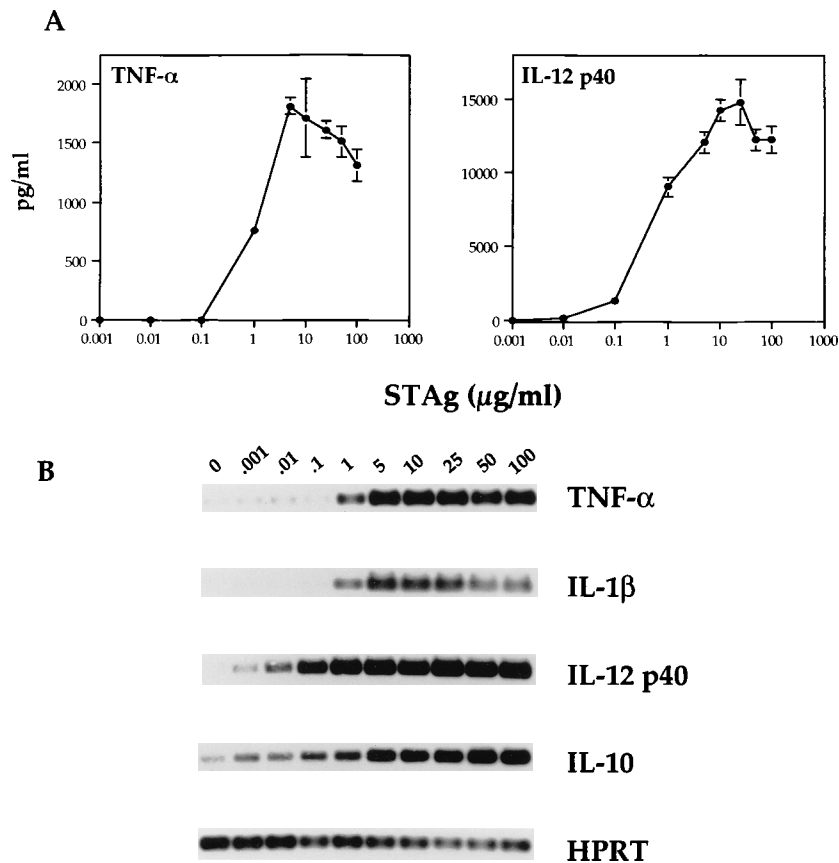 A
TNF-α
IL-12 p40
pg/ml
2000
1500
1000
500
0
0.001 0.01 0.1 1 10 100 1000
15000
10000
5000
0
0.001 0.01 0.1 1 10 100 1000
STAg (μg/ml)
B
0 .001 .01 .1 1 5 10 25 50 100
TNF-α
IL-1β
IL-12 p40
IL-10
HPRT